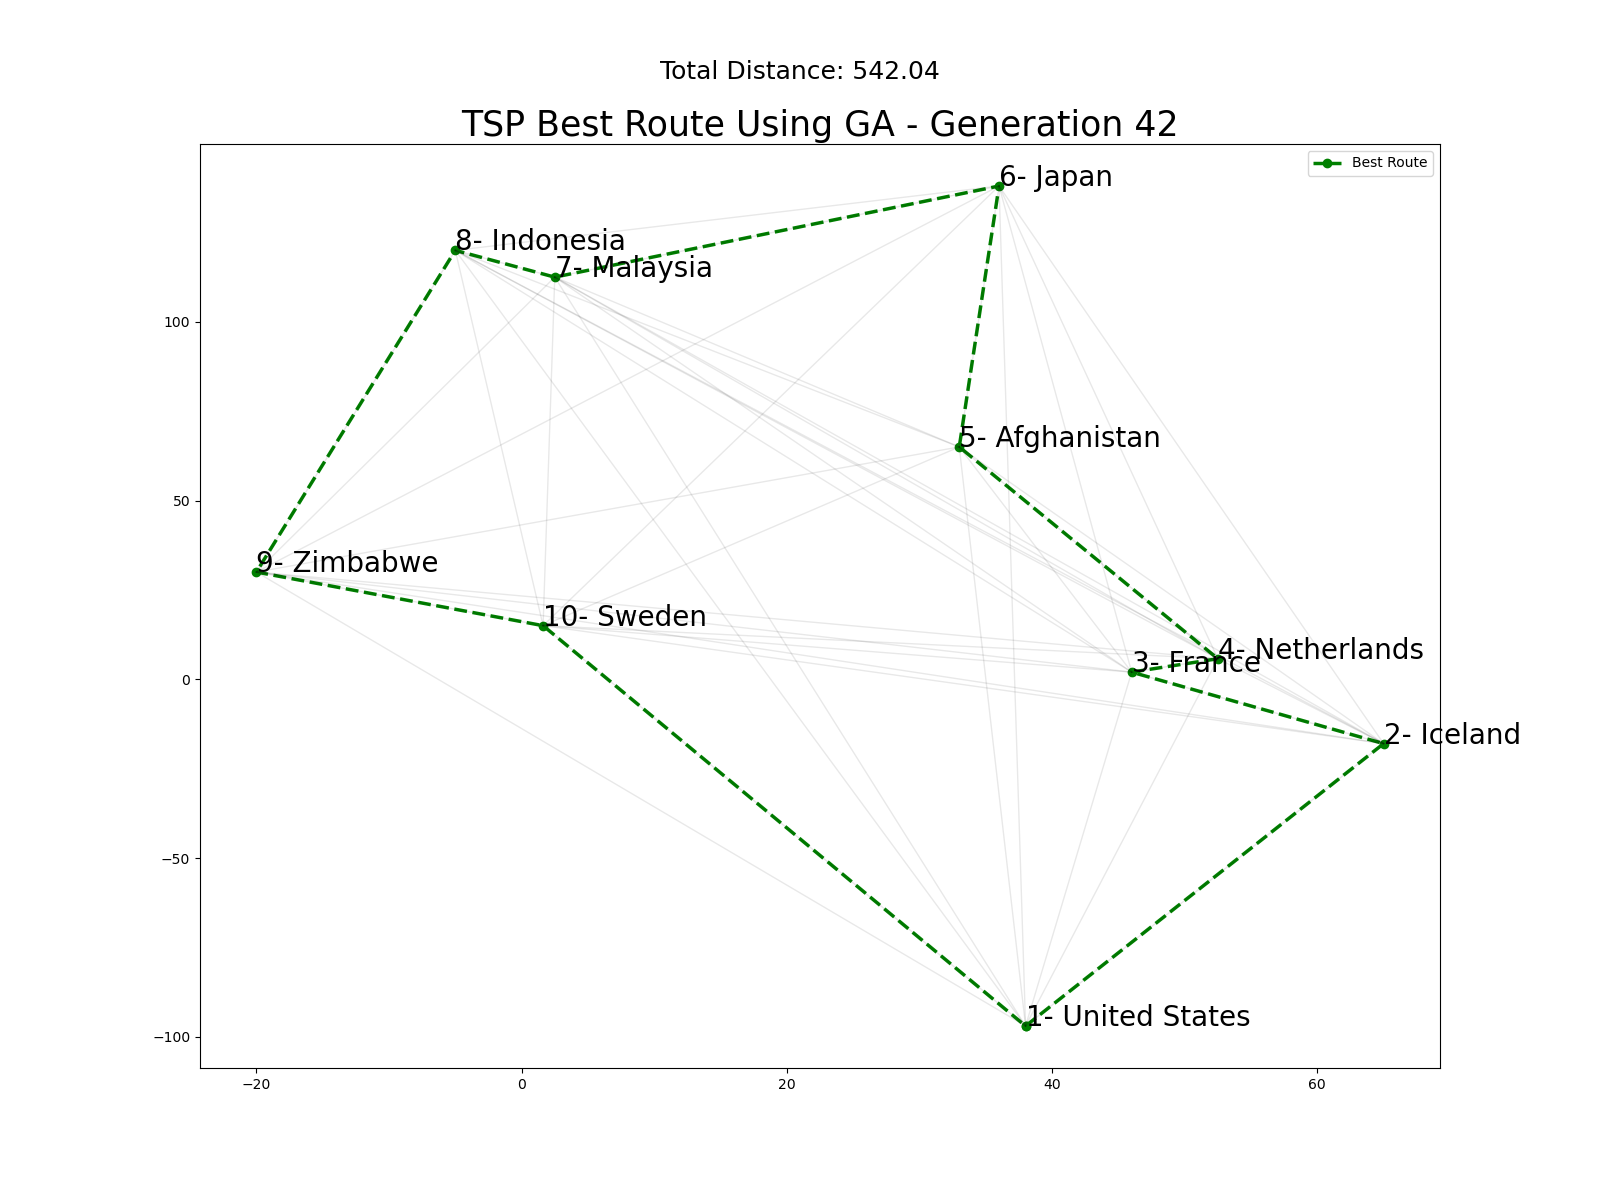 Total Distance: 542.04
TSP Best Route Using GA - Generation 42
Best Route
6- Japan
8- Indonesia
7- Malaysia
100
5- Afghanistan
50
9- Zimbabwe
10- Sweden
4- Netherlands
3- France
0
2- Iceland
−50
1- United States
−100
−20
0
20
40
60